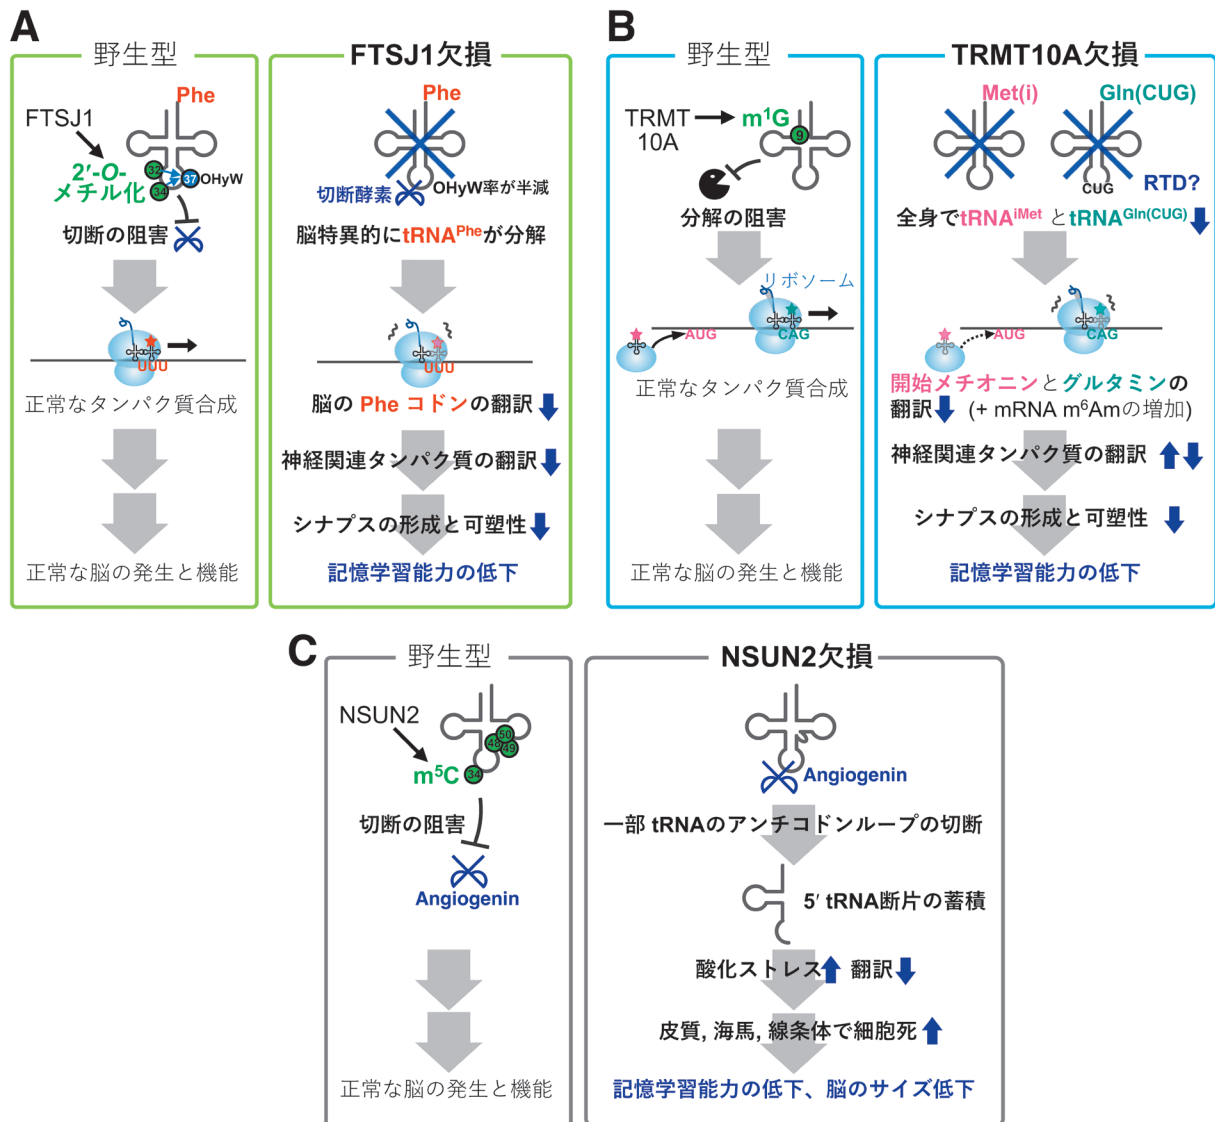 A
野生型
FTSJ1
Phe
2′-O-
メチル化
32
34
37
OHyW
切断の阻害
UUU
正常なタンパク質合成
正常な脳の発生と機能
FTSJ1欠損
Phe
切断酵素
OHyW率が半減
脳特異的にtRNAPheが分解
UUU
脳の Phe コドンの翻訳
神経関連タンパク質の翻訳
シナプスの形成と可塑性
記憶学習能力の低下
B
野生型
TRMT
10A
m1G
9
分解の阻害
リボソーム
AUG
CAG
正常なタンパク質合成
正常な脳の発生と機能
TRMT10A欠損
Met(i)
Gln(CUG)
CUG
RTD?
全身でtRNAiMet とtRNAGln(CUG)
AUG
CAG
開始メチオニンとグルタミンの
翻訳 (+ mRNA m6Amの増加)
神経関連タンパク質の翻訳
シナプスの形成と可塑性
記憶学習能力の低下
C
野生型
NSUN2
50
48
49
m5C
34
切断の阻害
Angiogenin
正常な脳の発生と機能
NSUN2欠損
Angiogenin
一部 tRNAのアンチコドンループの切断
5′ tRNA断片の蓄積
酸化ストレス 翻訳
皮質, 海馬, 線条体で細胞死
記憶学習能力の低下、脳のサイズ低下